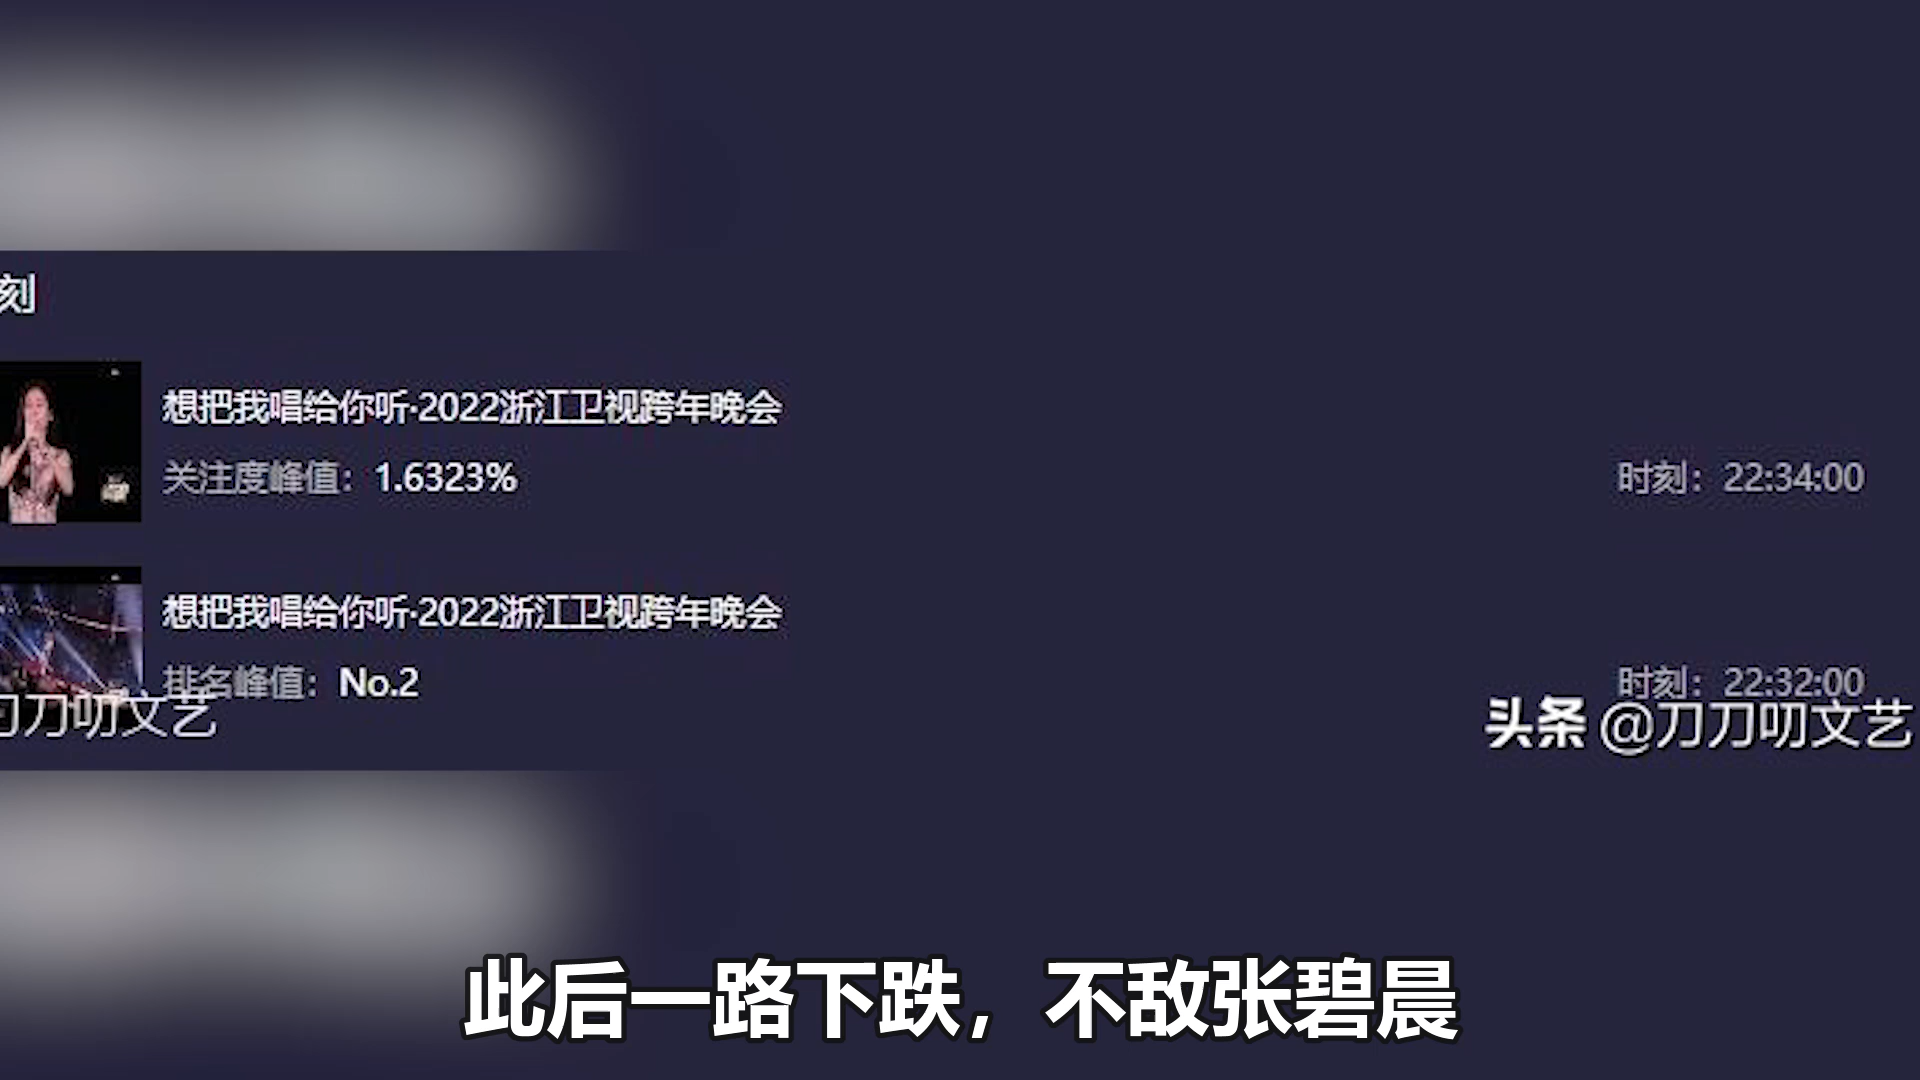 刻
想把我唱给你听·2022浙江卫视跨年晚会
关注度峰值：1.6323%
时刻：22:34:00
想把我唱给你听·2022浙江卫视跨年晚会
排名峰值：No.2
时刻：22:32:00
刀刀叨文艺
头条 @刀刀叨文艺
此后一路下跌，不敌张碧晨